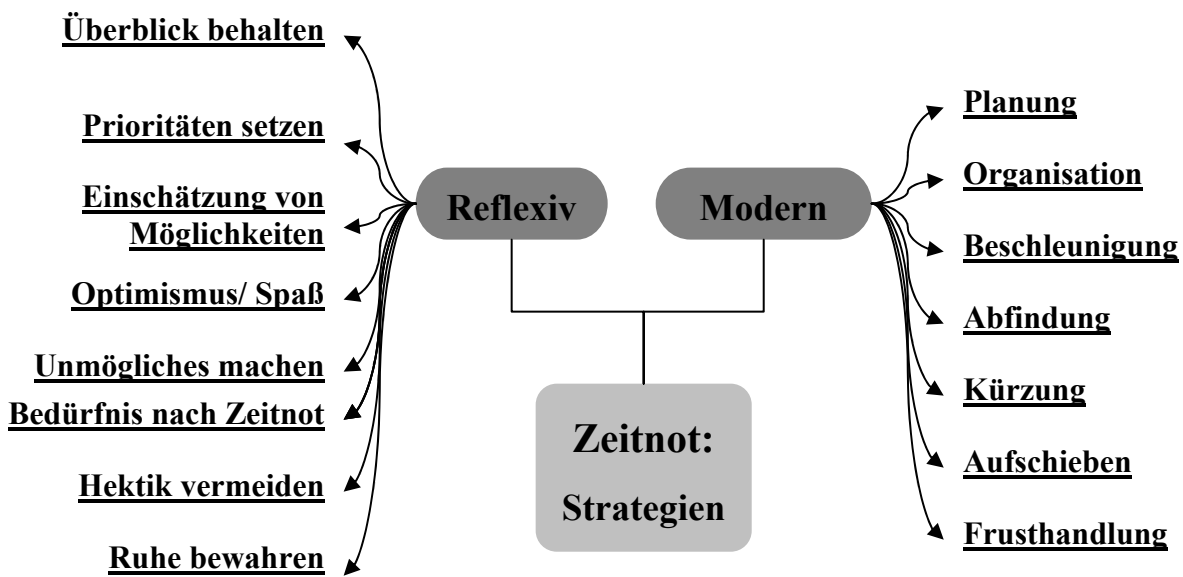 Überblick behalten
Prioritäten setzen
Einschätzung von
Möglichkeiten
Optimismus/ Spaß
Unmögliches machen
Bedürfnis nach Zeitnot
Hektik vermeiden
Ruhe bewahren
Reflexiv
Modern
Zeitnot:
Strategien
Planung
Organisation
Beschleunigung
Abfindung
Kürzung
Aufschieben
Frusthandlung